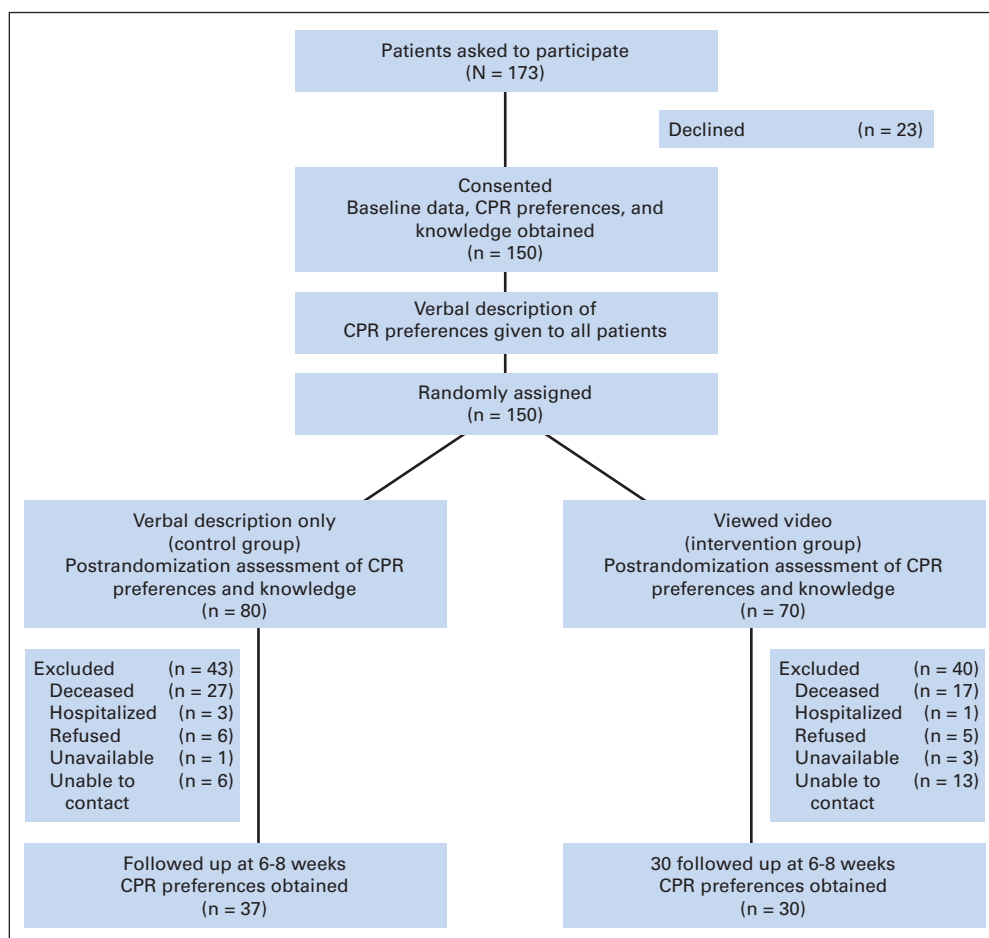 Patients asked to participate
(N = 173)
Declined (n = 23)
Consented
Baseline data, CPR preferences, and
knowledge obtained
(n = 150)
Verbal description of
CPR preferences given to all patients
Randomly assigned
(n = 150)
Verbal description only
(control group)
Postrandomization assessment of CPR
preferences and knowledge
(n = 80)
Viewed video
(intervention group)
Postrandomization assessment of CPR
preferences and knowledge
(n = 70)
Excluded (n = 43)
Deceased (n = 27)
Hospitalized (n = 3)
Refused (n = 6)
Unavailable (n = 1)
Unable to (n = 6)
contact
Excluded (n = 40)
Deceased (n = 17)
Hospitalized (n = 1)
Refused (n = 5)
Unavailable (n = 3)
Unable to (n = 13)
contact
Followed up at 6-8 weeks
CPR preferences obtained
(n = 37)
30 followed up at 6-8 weeks
CPR preferences obtained
(n = 30)